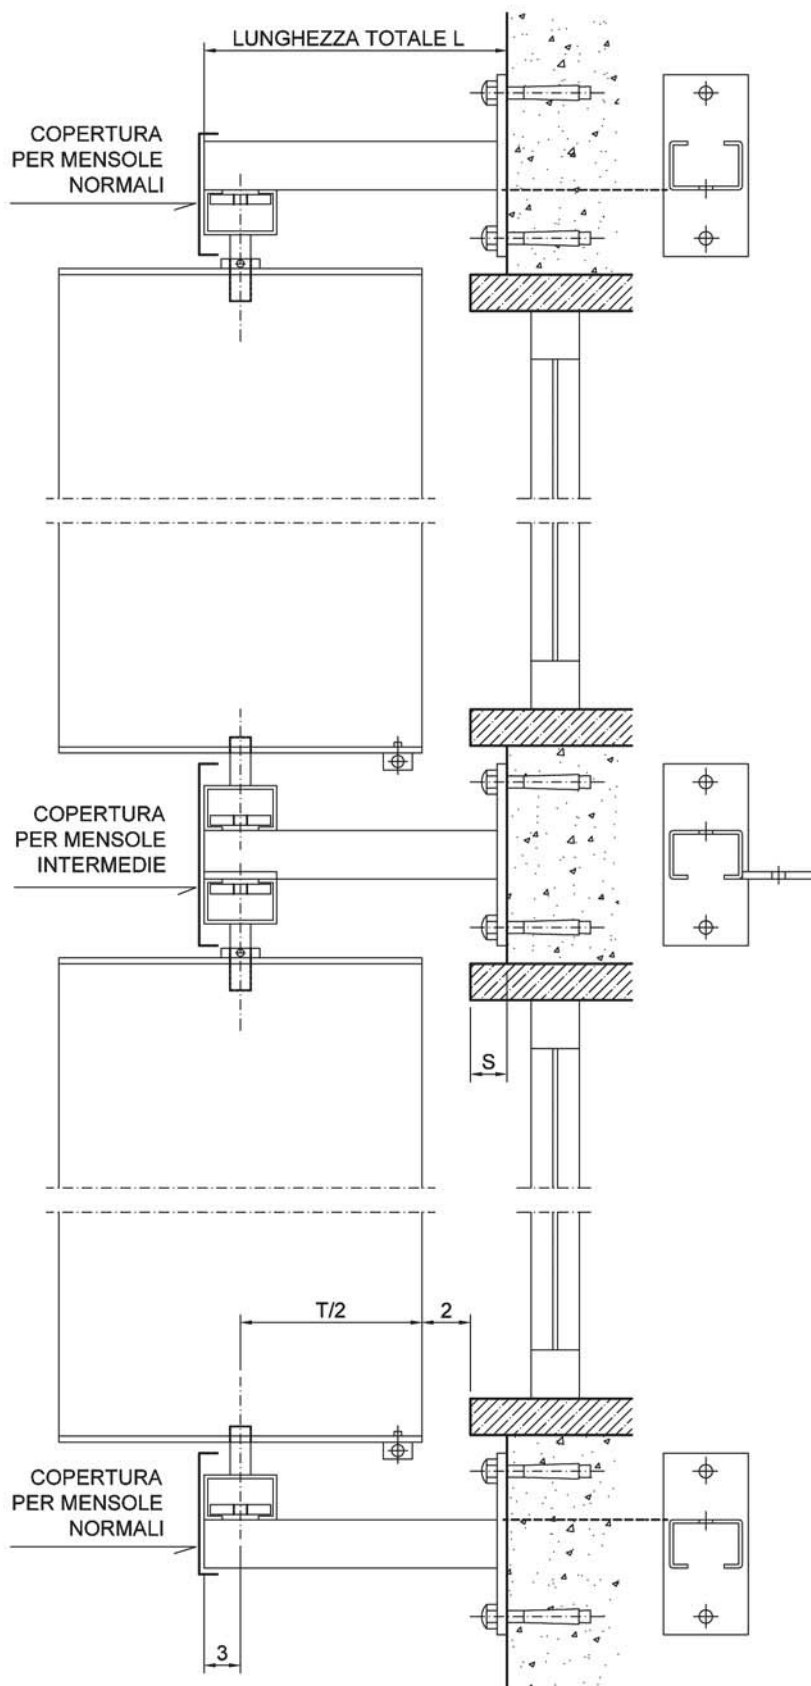 LUNGHEZZA TOTALE L
COPERTURA
PER MENSOLE
NORMALI
COPERTURA
PER MENSOLE
INTERMEDIE
S
T/2
2
COPERTURA
PER MENSOLE
NORMALI
3